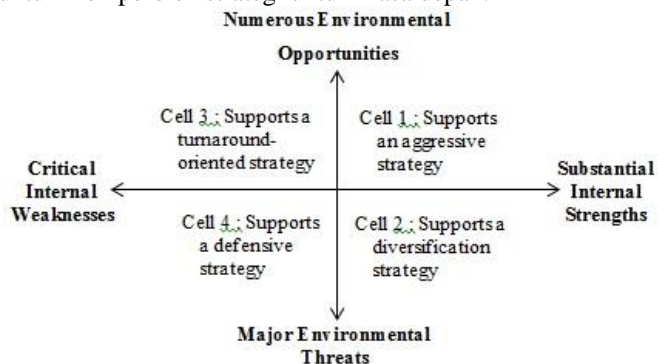 Numerous Environmental
Opportunities
Cell 3.: Supports a
turnaround-
oriented strategy
Cell 1.: Supports
an aggressive
strategy
Critical
Internal
Weaknesses
Substantial
Internal
Strengths
Cell 4.: Supports
a defensive
strategy
Cell 2.: Supports a
diversification
strategy
Major Environmental
Threats